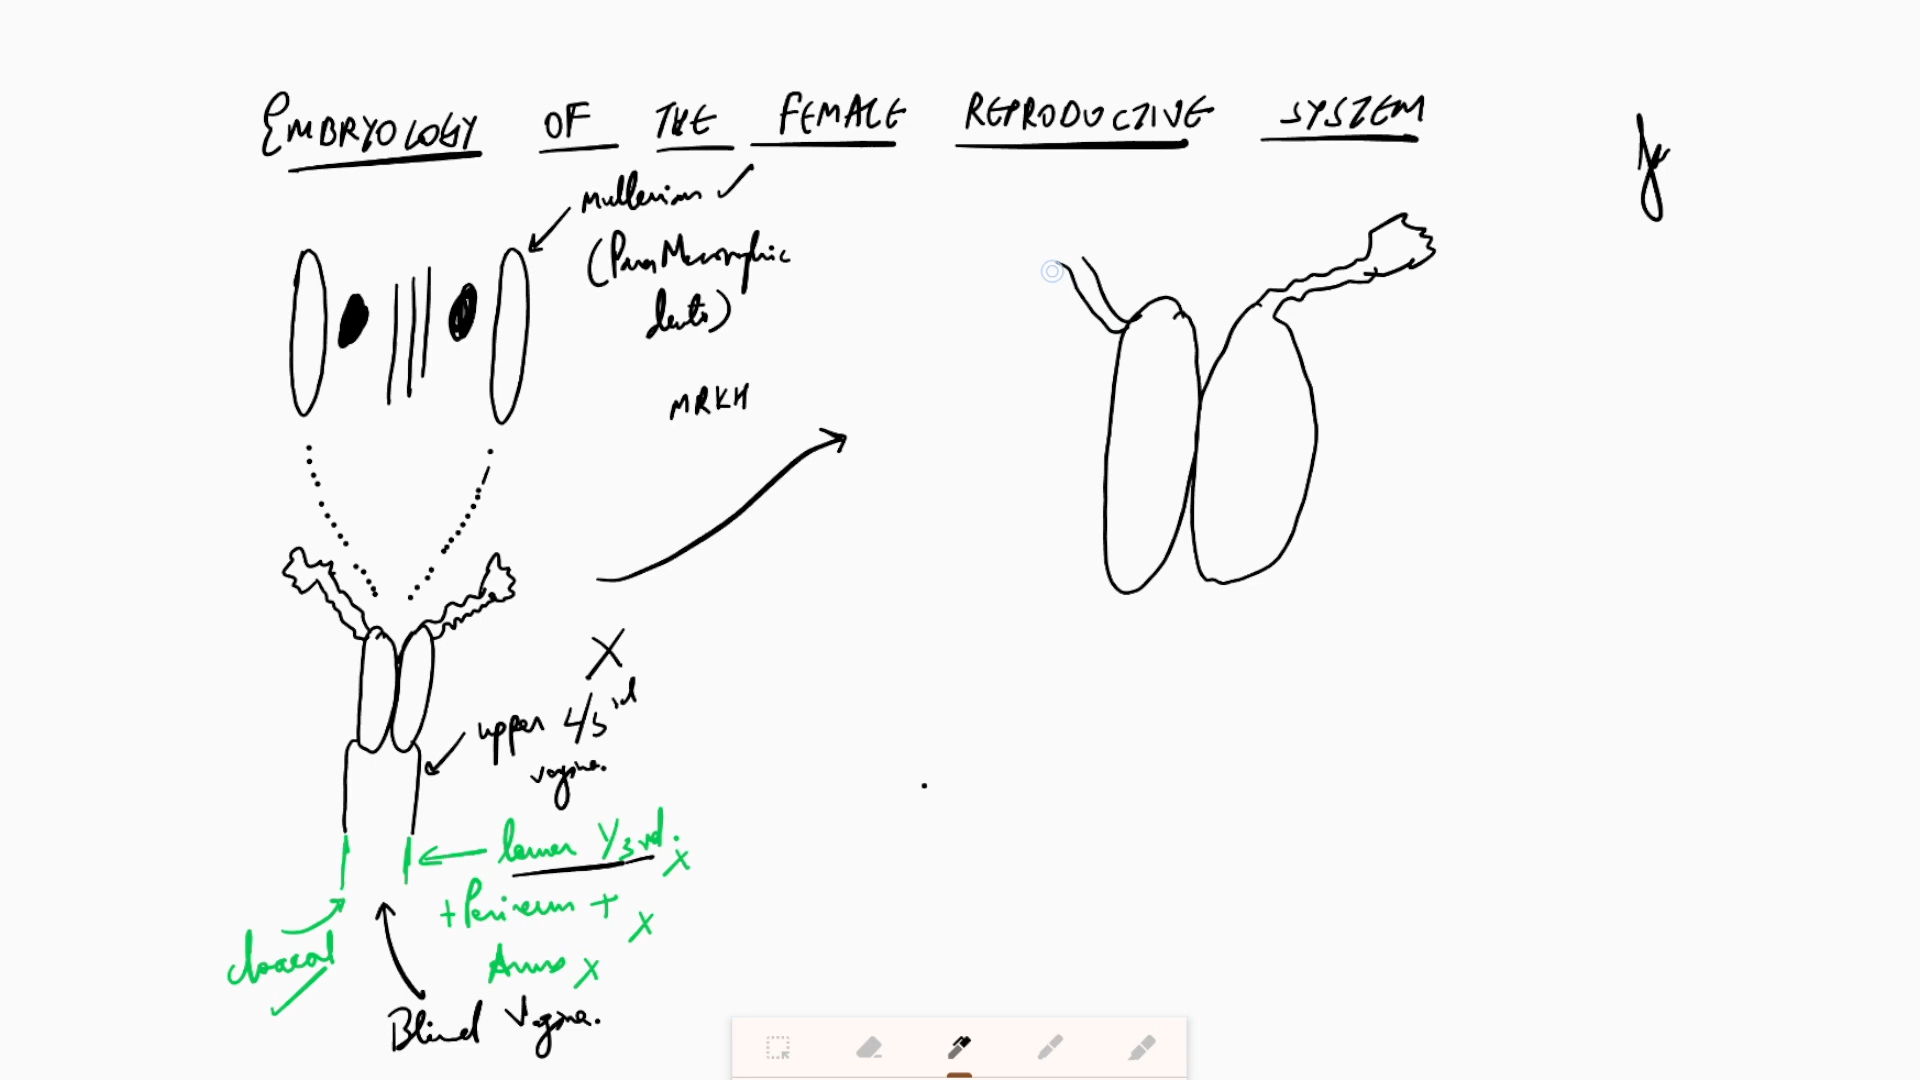 EMBRYOLOGY OF THE FEMALE REPRODUCTIVE SYSTEM
Mullerian ✓
(ParaMesonephric
ducts)
MRKH
X
upper 4/5
vagina.
lower 1/3rd. X
+ Perineum + X
Anus X
cloacal ✓
Blind Vagina.